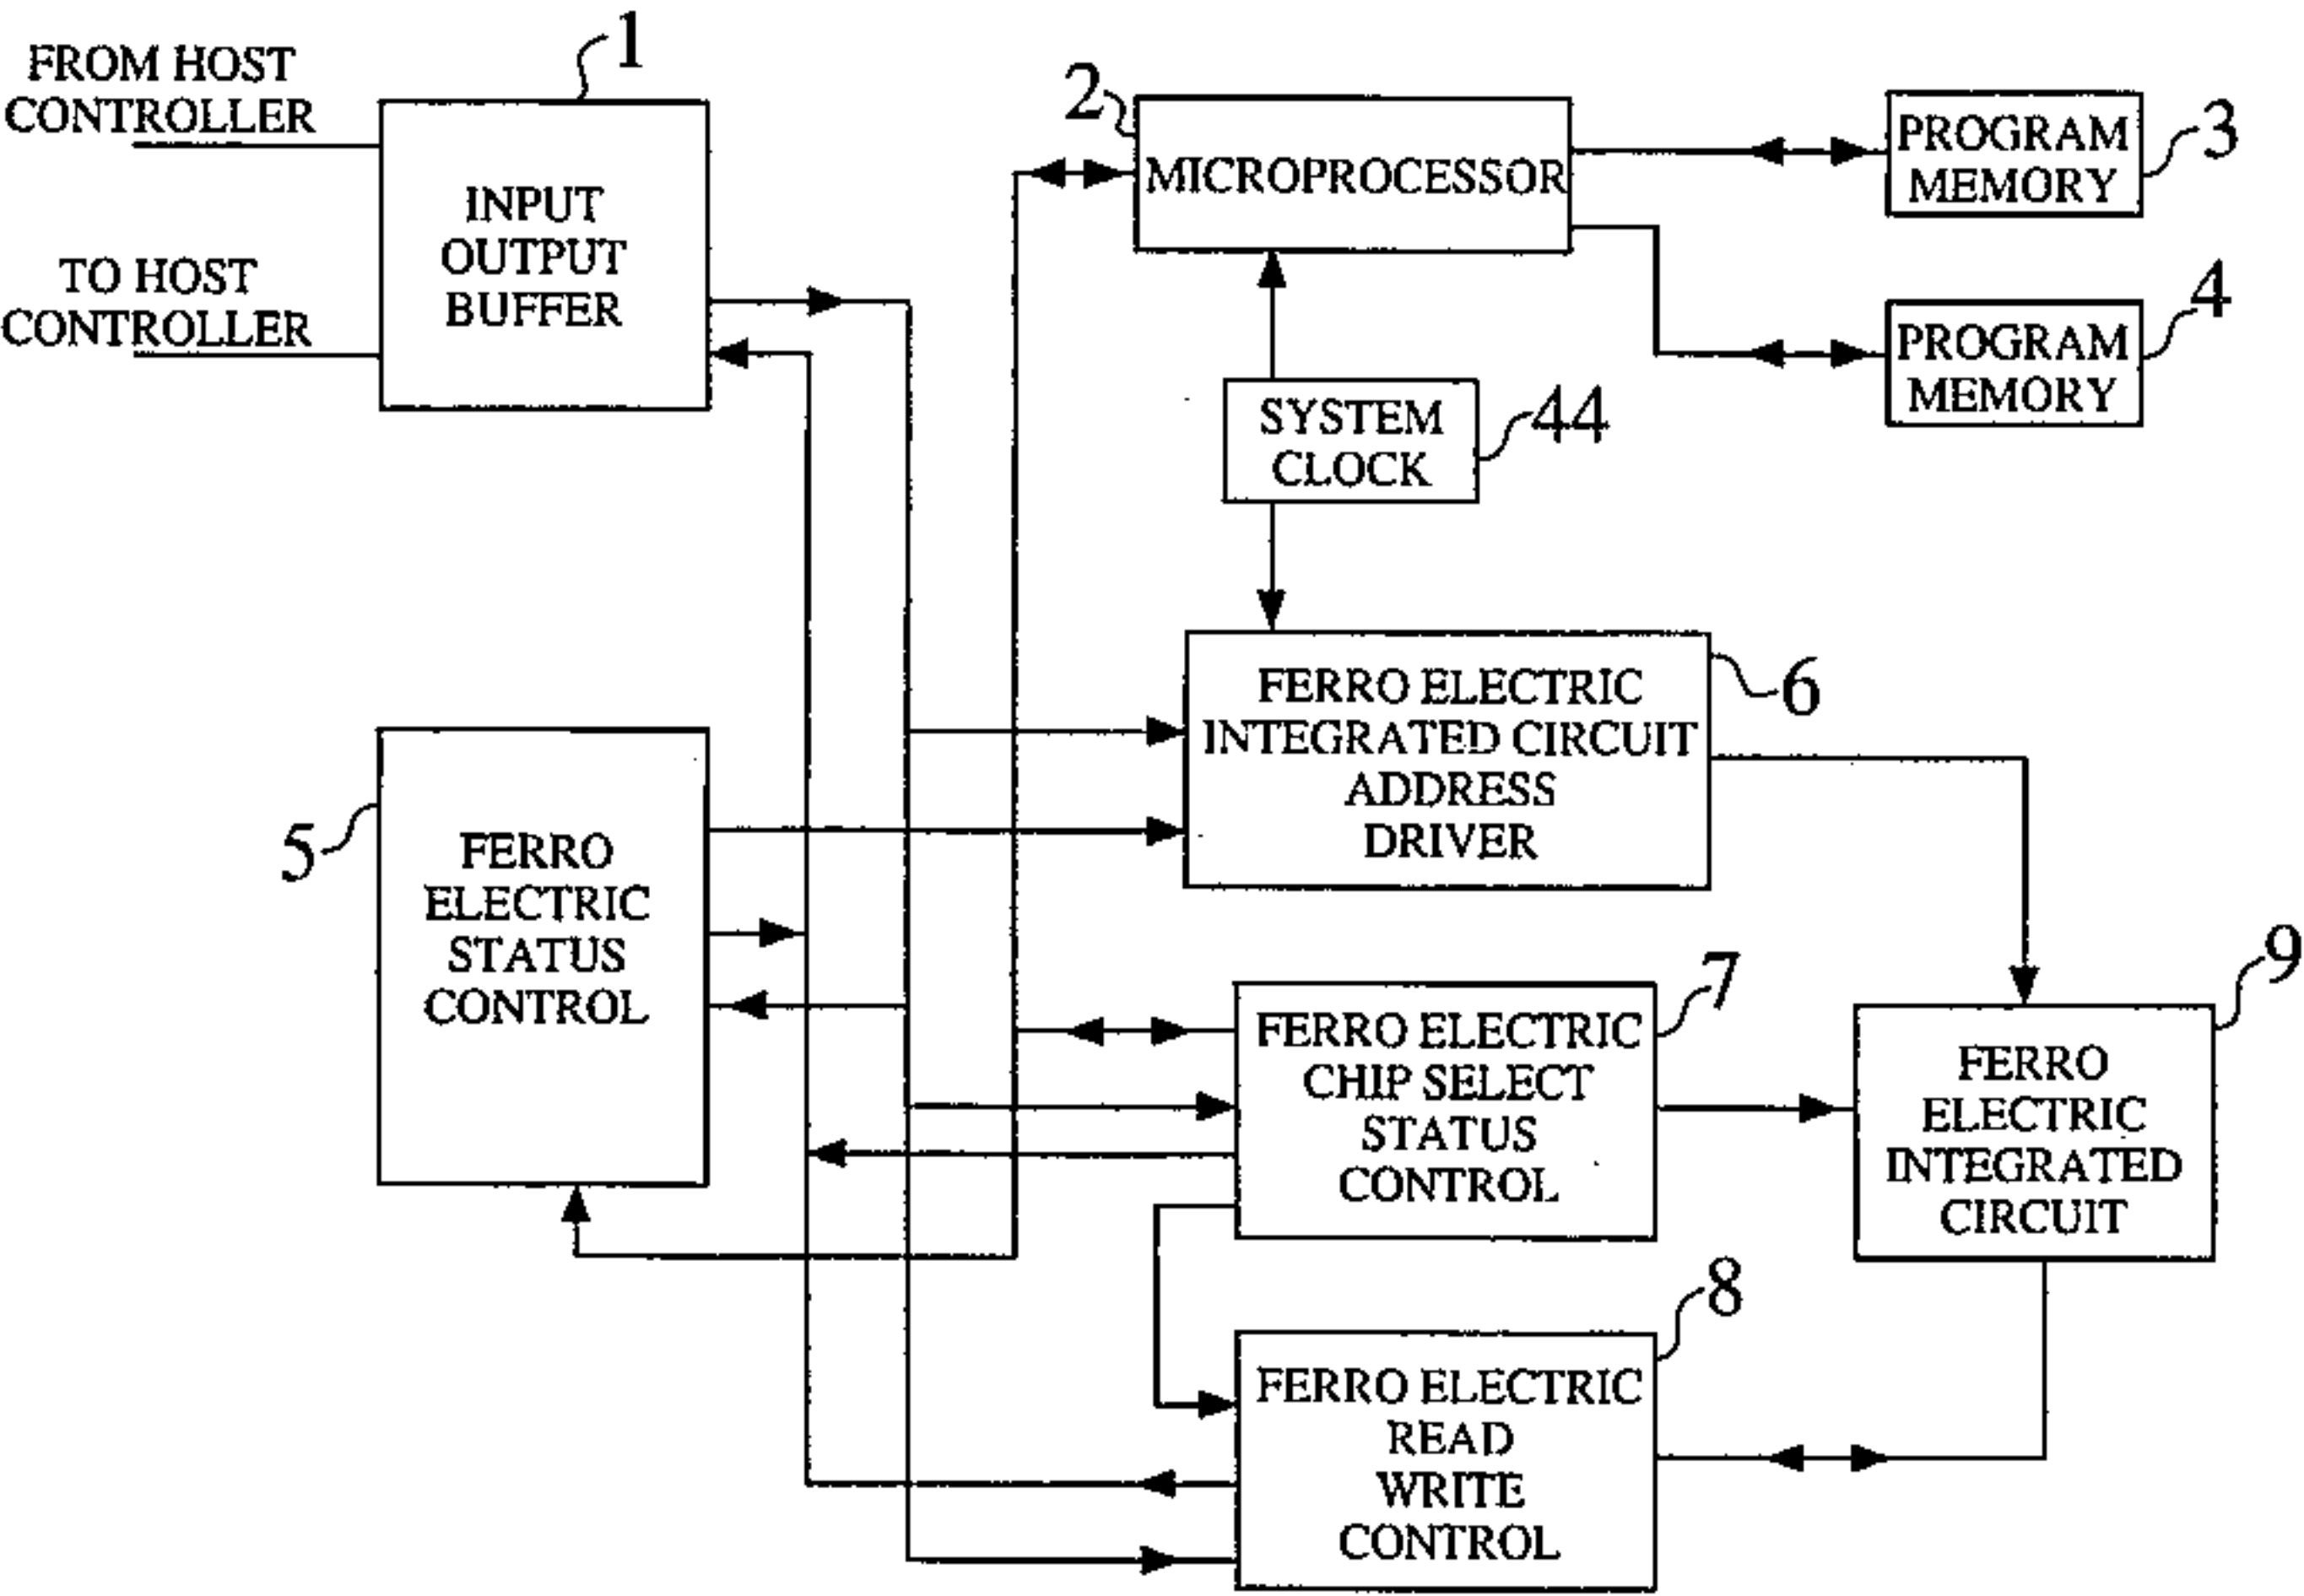 FROM HOST
CONTROLLER
1
INPUT
OUTPUT
BUFFER
TO HOST
CONTROLLER
2
MICROPROCESSOR
PROGRAM
MEMORY
3
PROGRAM
MEMORY
4
SYSTEM
CLOCK
44
FERRO ELECTRIC
INTEGRATED CIRCUIT
ADDRESS
DRIVER
6
5
FERRO
ELECTRIC
STATUS
CONTROL
FERRO ELECTRIC
CHIP SELECT
STATUS
CONTROL
7
FERRO
ELECTRIC
INTEGRATED
CIRCUIT
9
FERRO ELECTRIC
READ
WRITE
CONTROL
8